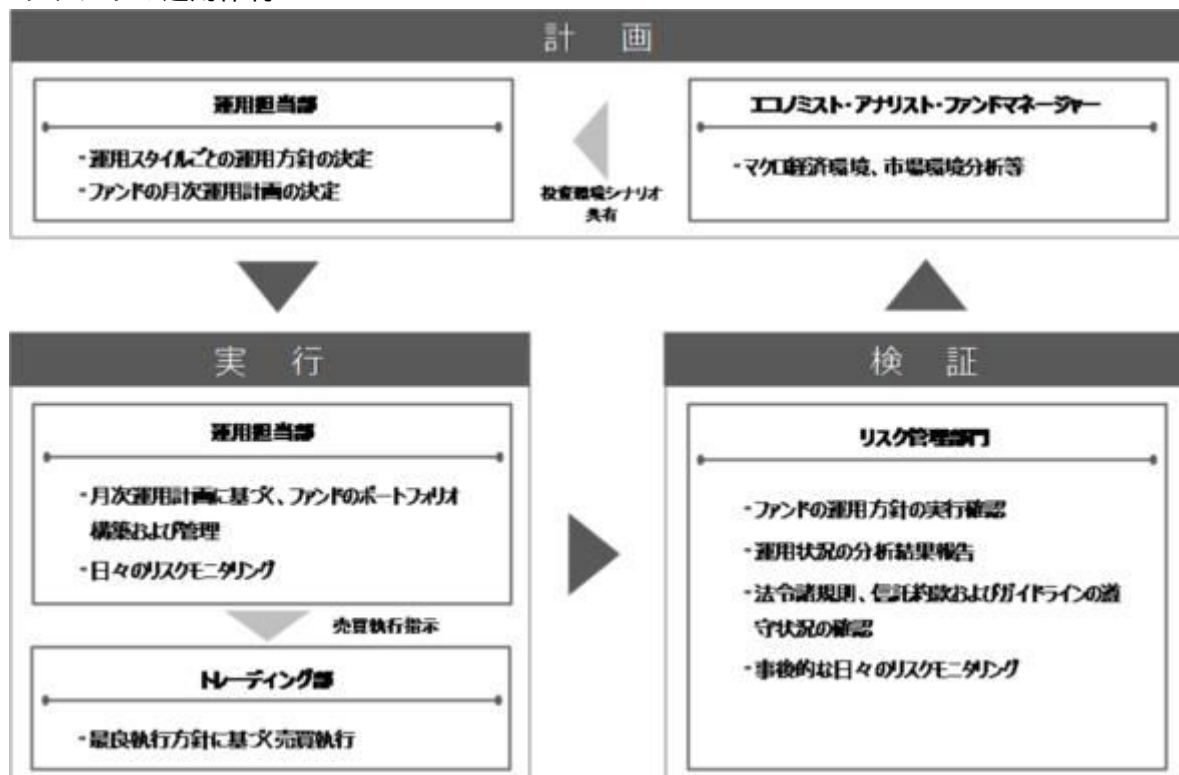 計 画
運用担当部
・運用スタイルごとの運用方針の決定
・ファンドの月次運用計画の決定
投資環境シナリオ
共有
エコノミスト・アナリスト・ファンドマネージャー
・マクロ経済環境、市場環境分析等
実 行
運用担当部
・月次運用計画に基づく、ファンドのポートフォリオ
構築および管理
・日々のリスクモニタリング
売買執行指示
トレーディング部
・最良執行方針に基づく売買執行
検 証
リスク管理部門
・ファンドの運用方針の実行確認
・運用状況の分析結果報告
・法令諸規則、信託約款およびガイドラインの遵
守状況の確認
・事後的な日々のリスクモニタリング